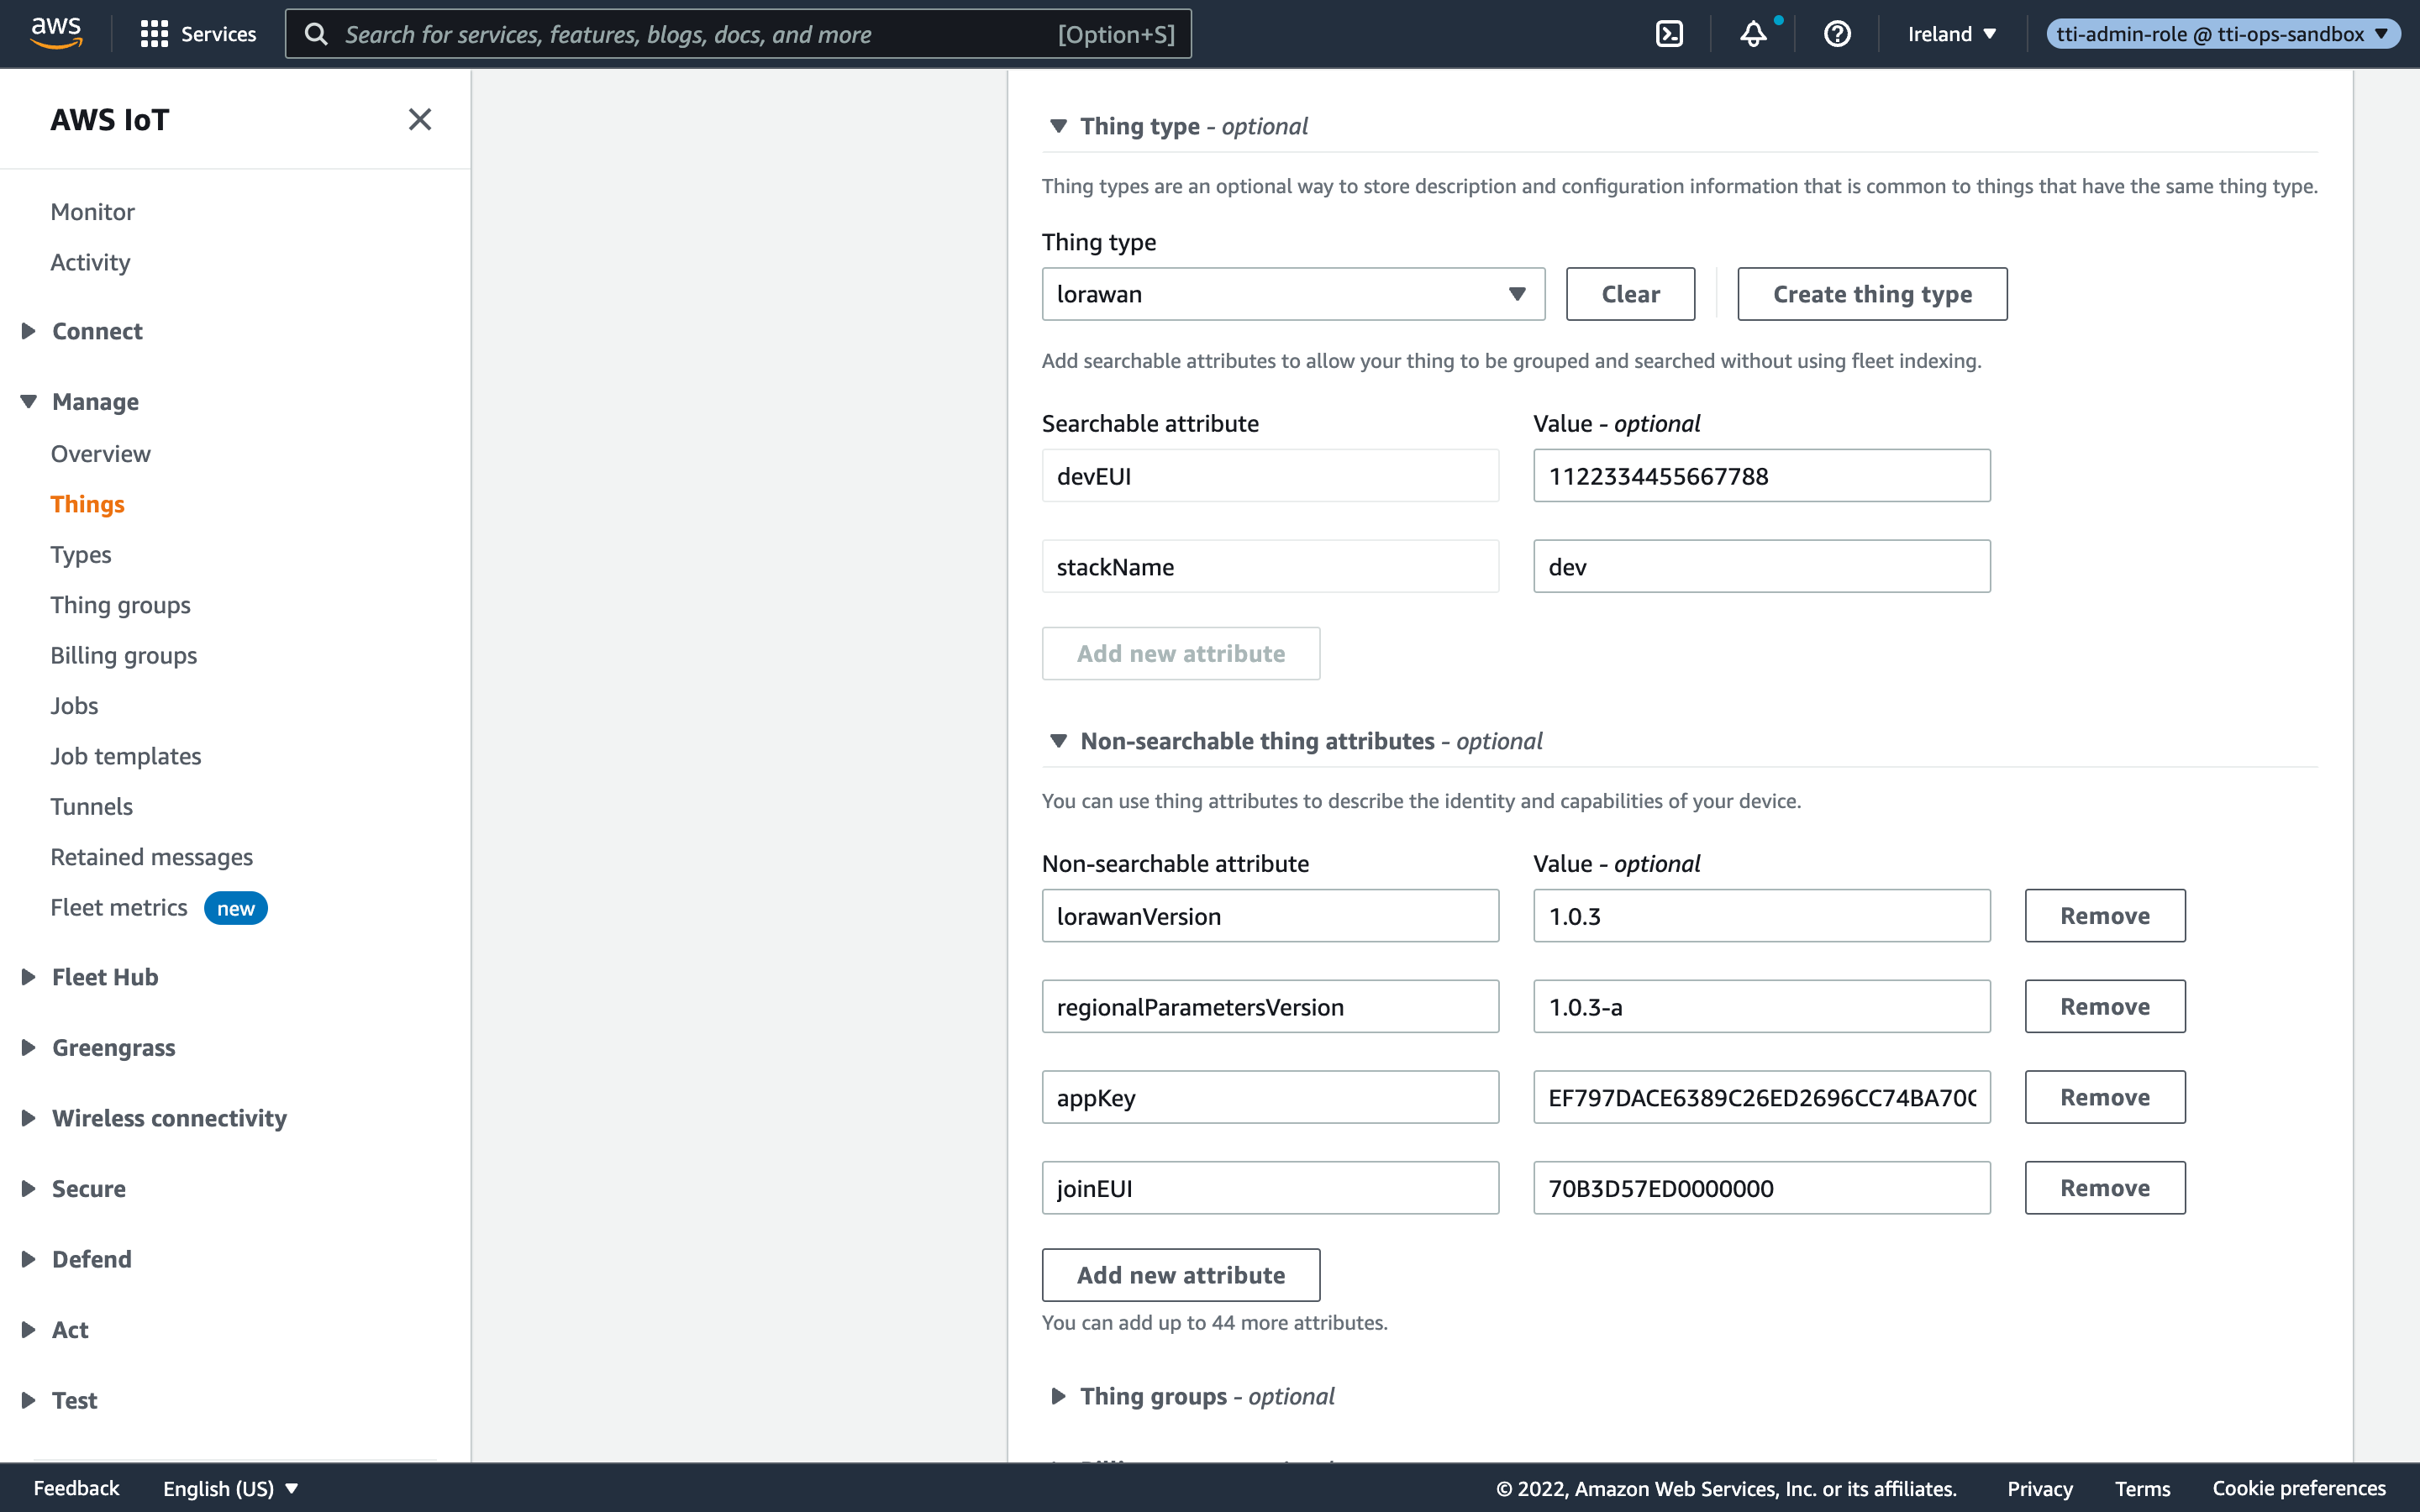 aws
Services
Search for services, features, blogs, docs, and more
[Option+S]
Ireland
tti-admin-role @ tti-ops-sandbox
AWS IoT
Monitor
Activity
Connect
Manage
Overview
Things
Types
Thing groups
Billing groups
Jobs
Job templates
Tunnels
Retained messages
Fleet metrics new
Fleet Hub
Greengrass
Wireless connectivity
Secure
Defend
Act
Test
Thing type - optional
Thing types are an optional way to store description and configuration information that is common to things that have the same thing type.
Thing type
lorawan
Clear
Create thing type
Add searchable attributes to allow your thing to be grouped and searched without using fleet indexing.
Searchable attribute
Value - optional
devEUI
1122334455667788
stackName
dev
Add new attribute
Non-searchable thing attributes - optional
You can use thing attributes to describe the identity and capabilities of your device.
Non-searchable attribute
Value - optional
lorawanVersion
1.0.3
Remove
regionalParametersVersion
1.0.3-a
Remove
appKey
EF797DACE6389C26ED2696CC74BA70
Remove
joinEUI
70B3D57ED0000000
Remove
Add new attribute
You can add up to 44 more attributes.
Thing groups - optional
Feedback
English (US)
© 2022, Amazon Web Services, Inc. or its affiliates.
Privacy
Terms
Cookie preferences